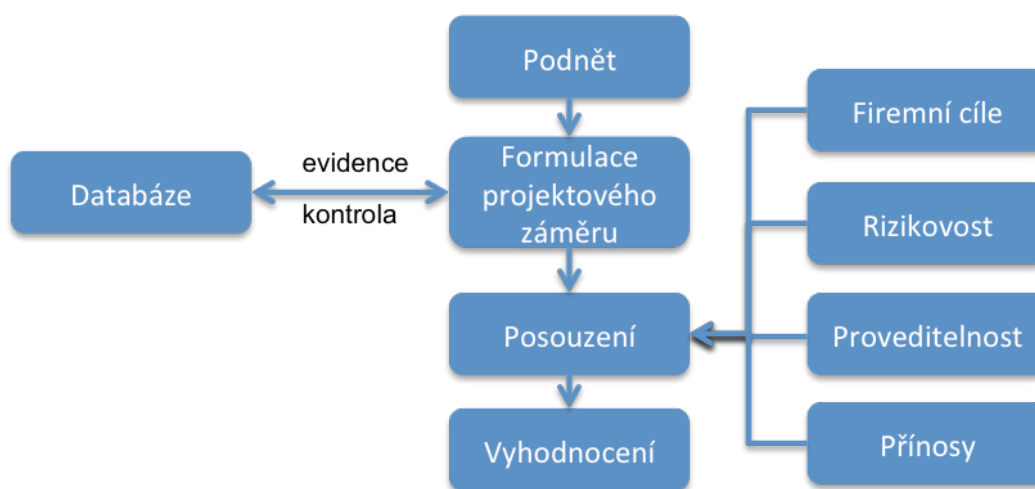 Podnět
Firemní cíle
evidence
Formulace
projektového
záměru
Databáze
kontrola
Rizikovost
Posouzení
Proveditelnost
Vyhodnocení
Přínosy